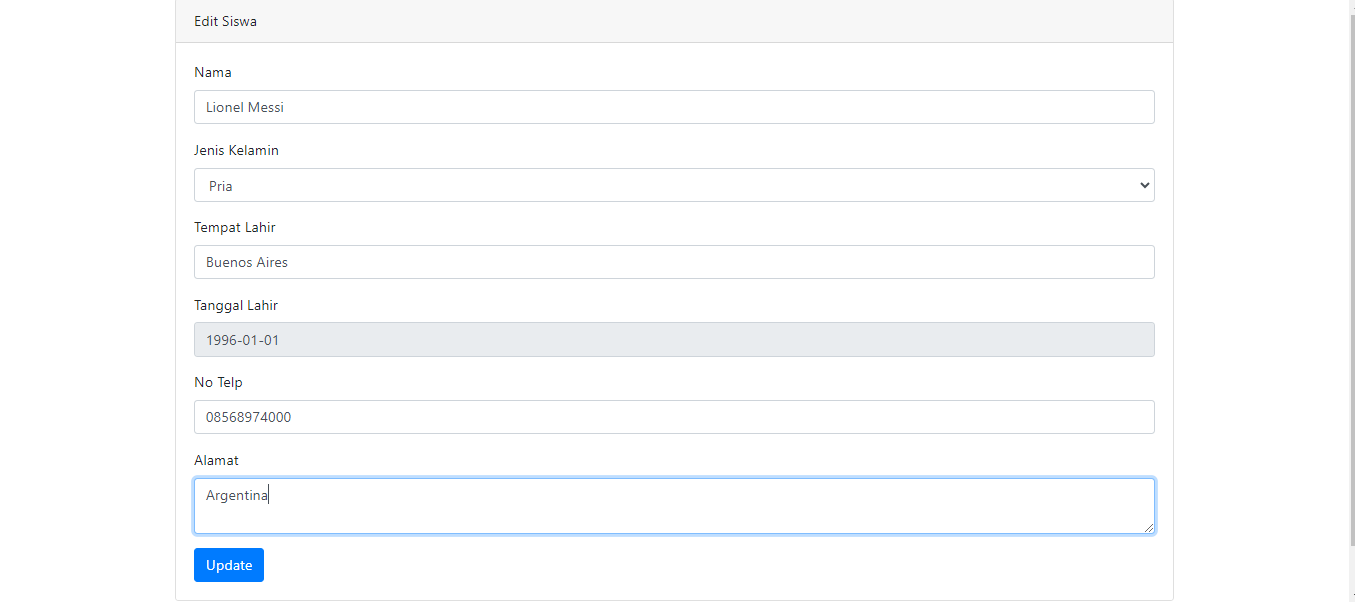 Edit Siswa
Nama
Lionel Messi
Jenis Kelamin
Pria
Tempat Lahir
Buenos Aires
Tanggal Lahir
1996-01-01
No Telp
08568974000
Alamat
Argentina
Update